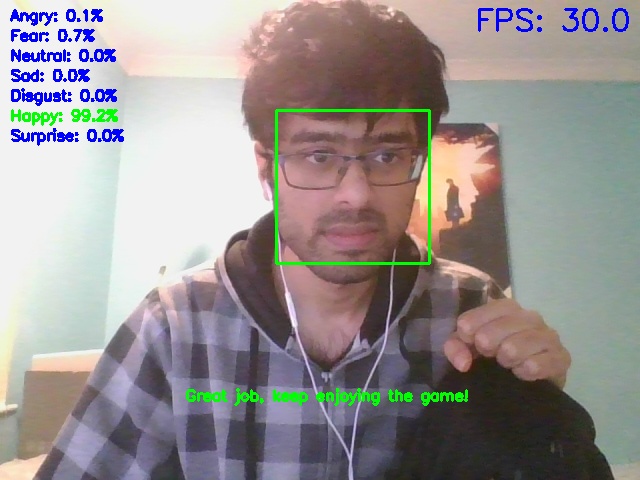 Angry: 0.1%
FPS: 30.0
Fear: 0.7%
Neutral: 0.0%
Sad: 0.0%
Disgust: 0.0%
Happy: 99.2%
Surprise: 0.0%
Great job, keep enjoying the game!